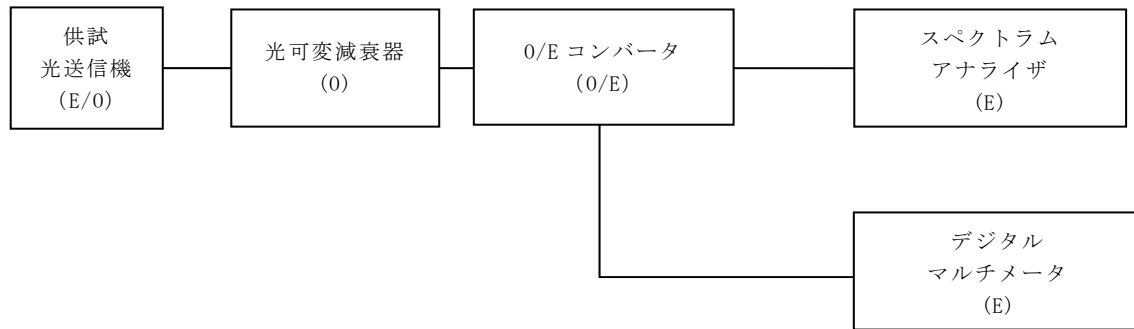 供試
光送信機
(E/O)
光可変減衰器
(O)
O/E コンバータ
(O/E)
スペクトラム
アナライザ
(E)
デジタル
マルチメータ
(E)